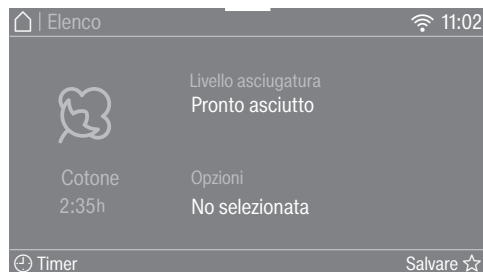 | Elenco
11:02
Livello asciugatura
Pronto asciutto
Cotone
2:35h
Opzioni
No selezionata
Timer
Salvare